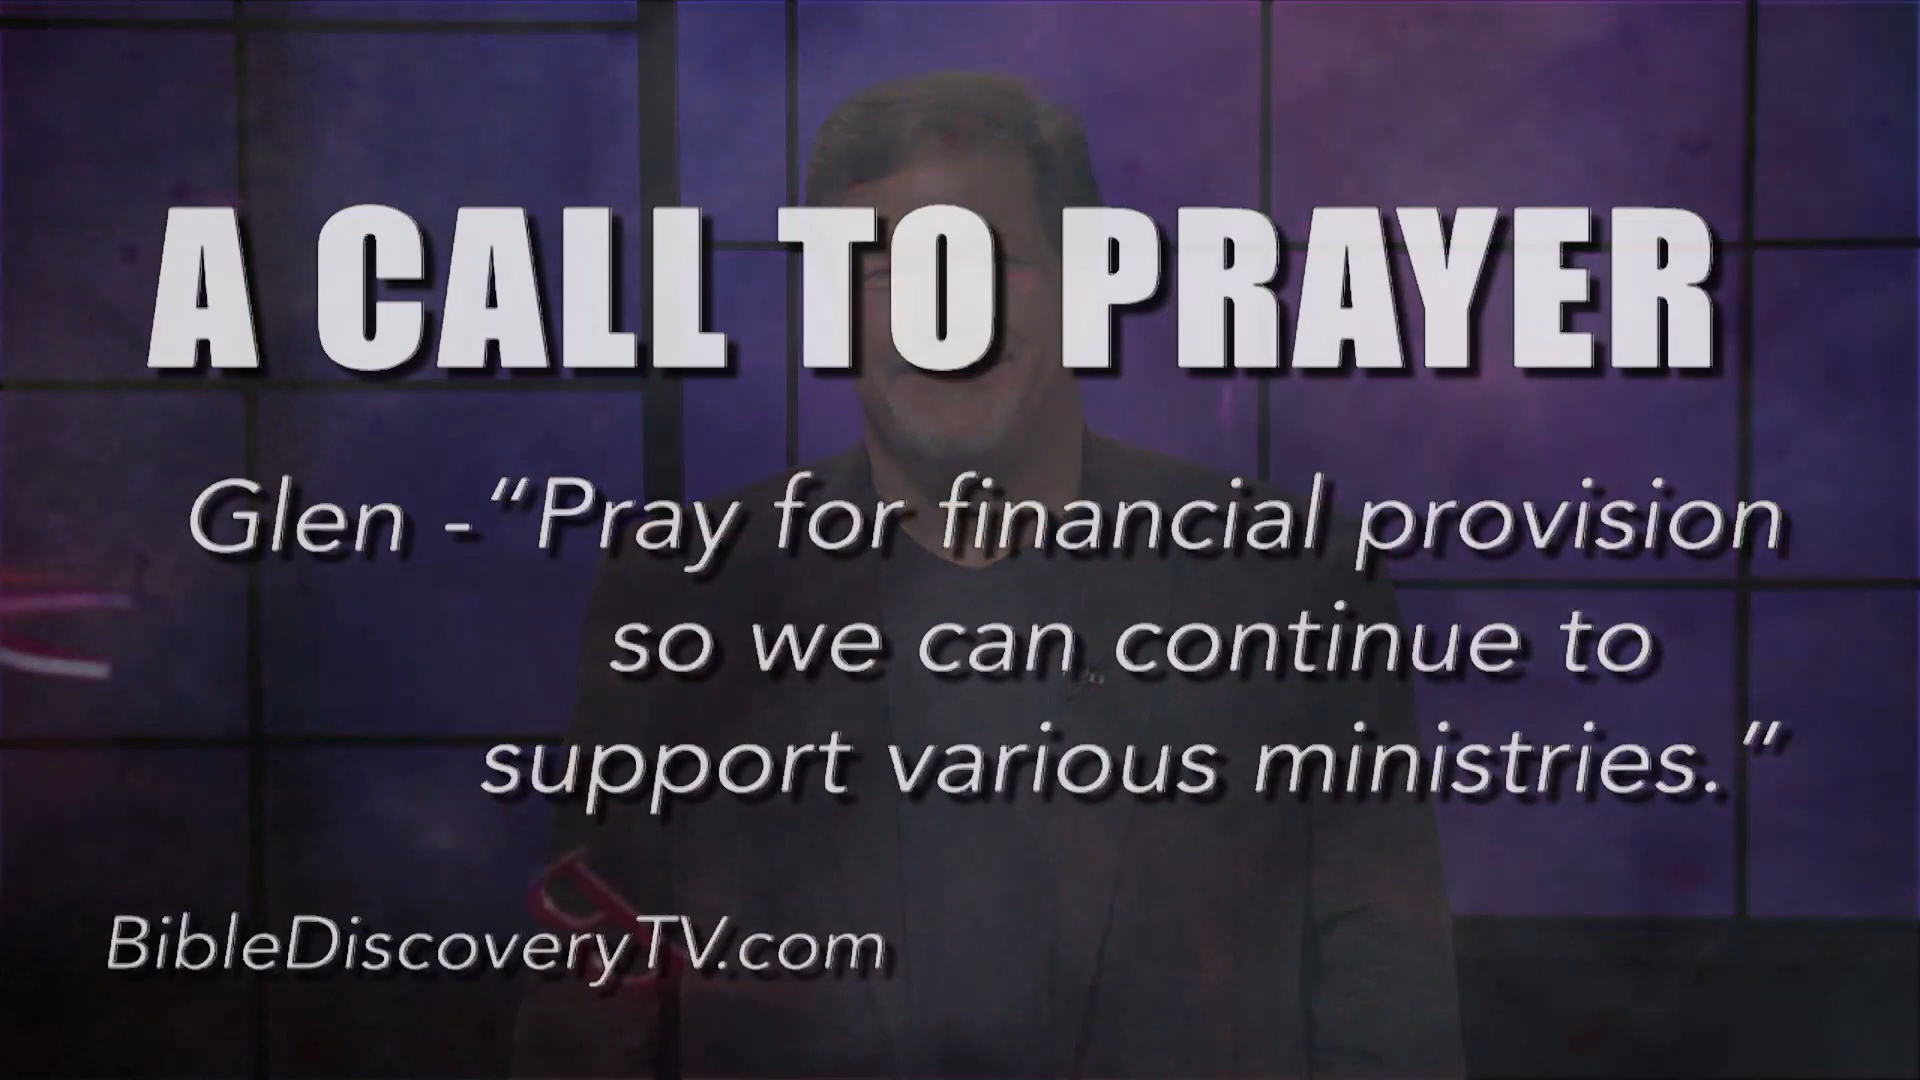 A CALL TO PRAYER
Glen -“Pray for financial provision
so we can continue to
support various ministries.”
BibleDiscoveryTV.com